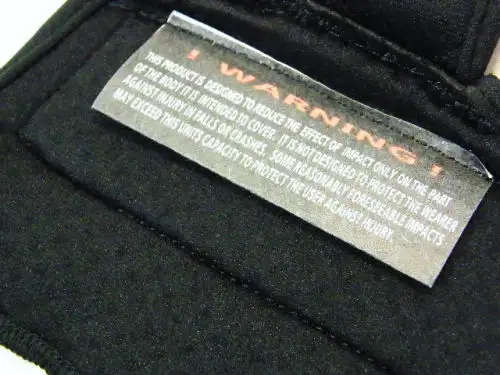 ! WARNING !
THIS PRODUCT IS DESIGNED TO REDUCE THE EFFECT OF IMPACT ONLY ON THE PART
OF THE BODY IT IS INTENDED TO COVER. IT IS NOT DESIGNED TO PROTECT THE WEARER
AGAINST INJURY IN FALLS OR CRASHES. SOME REASONABLY FORESEEABLE IMPACTS
MAY EXCEED THIS UNITS CAPACITY TO PROTECT THE USER AGAINST INJURY.